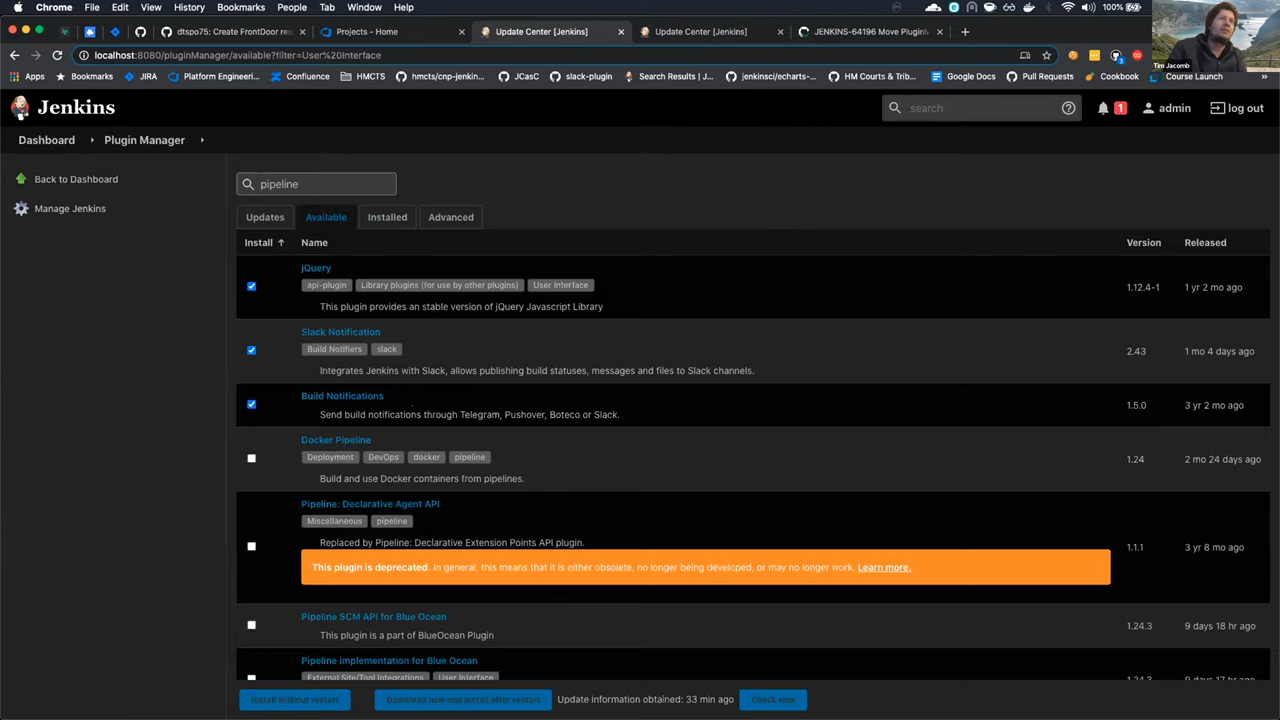 Chrome File Edit View History Bookmarks People Tab Window Help 100%
dtspo75: Create FrontDoor res
Projects - Home
Update Center [Jenkins]
Update Center [Jenkins]
JENKINS-64196 Move PluginM
localhost:8080/pluginManager/available?filter=User%20Interface
Apps Bookmarks JIRA Platform Engineeri... Confluence HMCTS hmcts/cnp-jenkin... JCasC slack-plugin Search Results | J... jenkinsci/echarts-... HM Courts & Trib... Google Docs Pull Requests Cookbook Course Launch
Tim Jacomb
Jenkins
search
1
admin
log out
Dashboard
Plugin Manager
Back to Dashboard
Manage Jenkins
pipeline
Updates Available Installed Advanced
Install ↑ Name Version Released
jQuery
api-plugin Library plugins (for use by other plugins) User Interface
This plugin provides an stable version of jQuery Javascript Library
1.12.4-1 1 yr 2 mo ago
Slack Notification
Build Notifiers slack
Integrates Jenkins with Slack, allows publishing build statuses, messages and files to Slack channels.
2.43 1 mo 4 days ago
Build Notifications
Send build notifications through Telegram, Pushover, Boteco or Slack.
1.5.0 3 yr 2 mo ago
Docker Pipeline
Deployment DevOps docker pipeline
Build and use Docker containers from pipelines.
1.24 2 mo 24 days ago
Pipeline: Declarative Agent API
Miscellaneous pipeline
Replaced by Pipeline: Declarative Extension Points API plugin.
This plugin is deprecated. In general, this means that it is either obsolete, no longer being developed, or may no longer work. Learn more.
1.1.1 3 yr 8 mo ago
Pipeline SCM API for Blue Ocean
This plugin is a part of BlueOcean Plugin
1.24.3 9 days 18 hr ago
Pipeline implementation for Blue Ocean
External Site/Tool Integrations User Interface
1.24.3 9 days 17 hr ago
Install without restart
Download now and install after restart
Update information obtained: 33 min ago
Check now